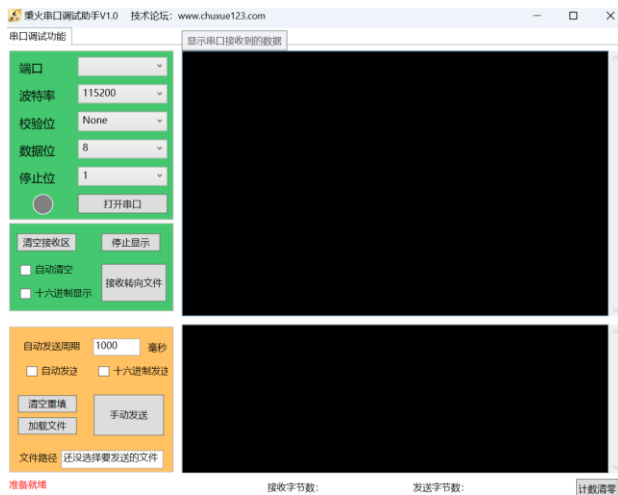 重火串口调试助手V1.0 技术论坛：www.chuxue123.com
串口调试功能
显示串口接收到的数据
端口
波特率 115200
校验位 None
数据位 8
停止位 1
打开串口
清空接收区 停止显示
自动清空
接收转向文件
十六进制显示
自动发送周期 1000 毫秒
自动发送 十六进制发送
清空重填
手动发送
加载文件
文件路径 还没选择要发送的文件
准备就绪 接收字节数： 发送字节数： 计数清零